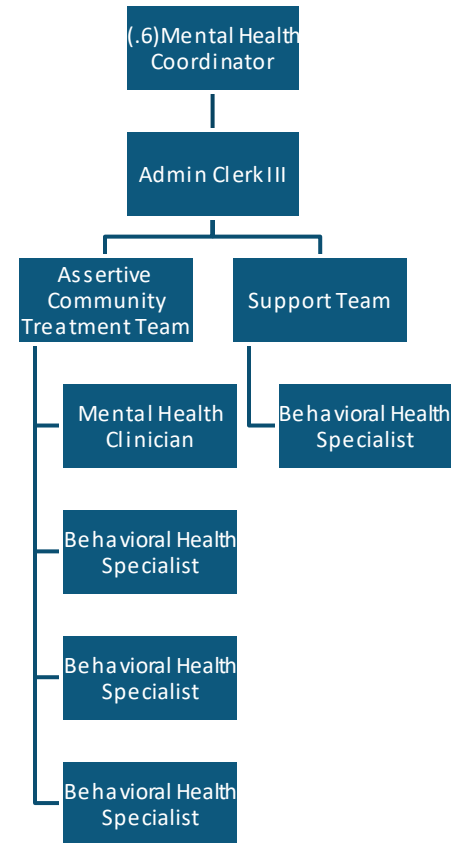 (.6)Mental Health
Coordinator
Admin Clerk III
Assertive
Community
Treatment Team
Support Team
Mental Health
Clinician
Behavioral Health
Specialist
Behavioral Health
Specialist
Behavioral Health
Specialist
Behavioral Health
Specialist